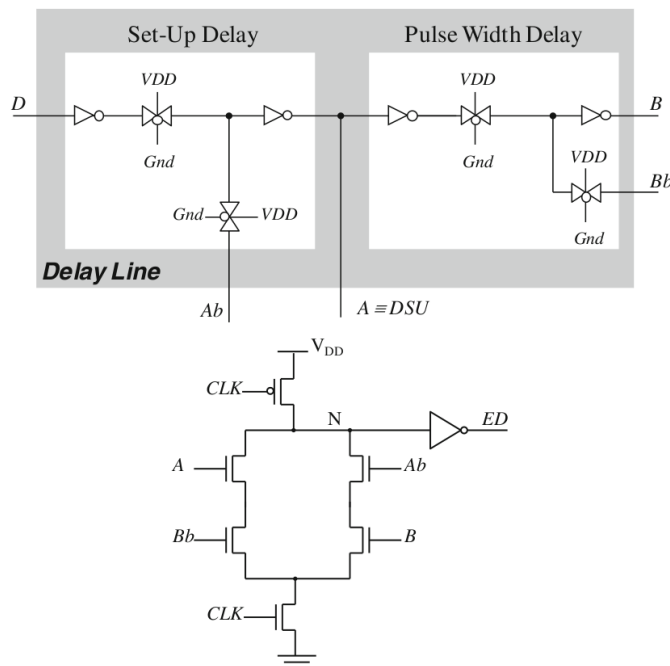 Set-Up Delay
Pulse Width Delay
D
VDD
VDD
B
Gnd
Gnd
VDD
Bb
Gnd
VDD
Gnd
Delay Line
Ab
A ≡DSU
VDD
CLK
N
ED
A
Ab
Bb
B
CLK